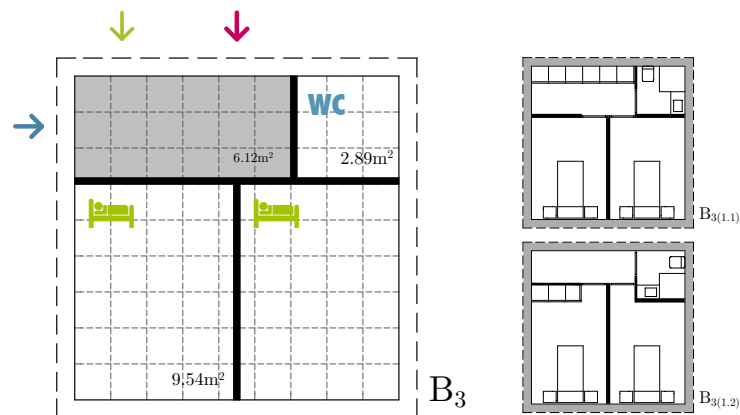 WC
6.12m²
2.89m²
9.54m²
B₃
B₃₍₁.₁₎
B₃₍₁.₂₎